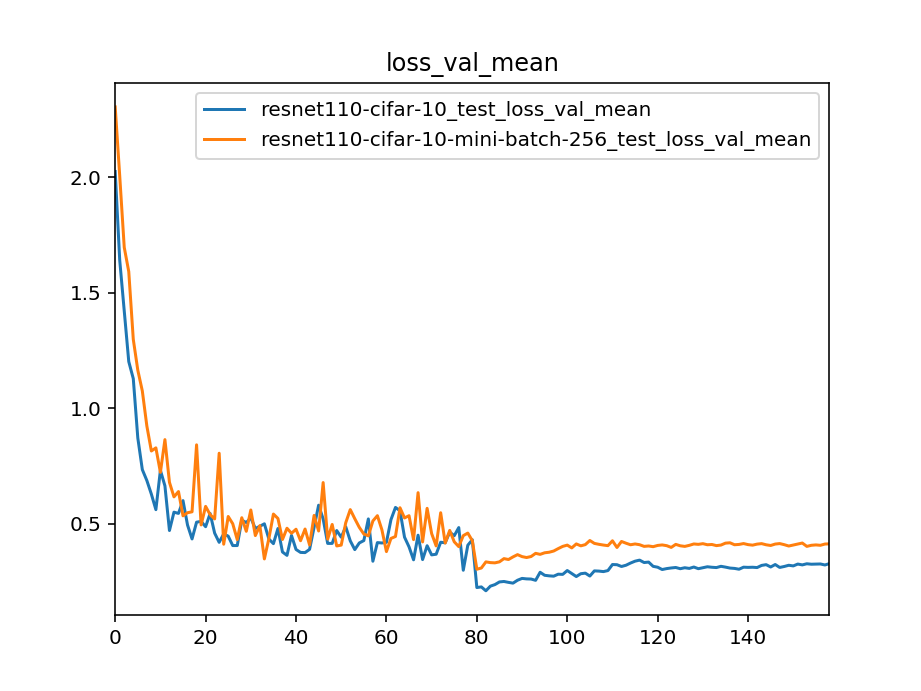 loss_val_mean
resnet110-cifar-10_test_loss_val_mean
resnet110-cifar-10-mini-batch-256_test_loss_val_mean
2.0
1.5
1.0
0.5
0 20 40 60 80 100 120 140